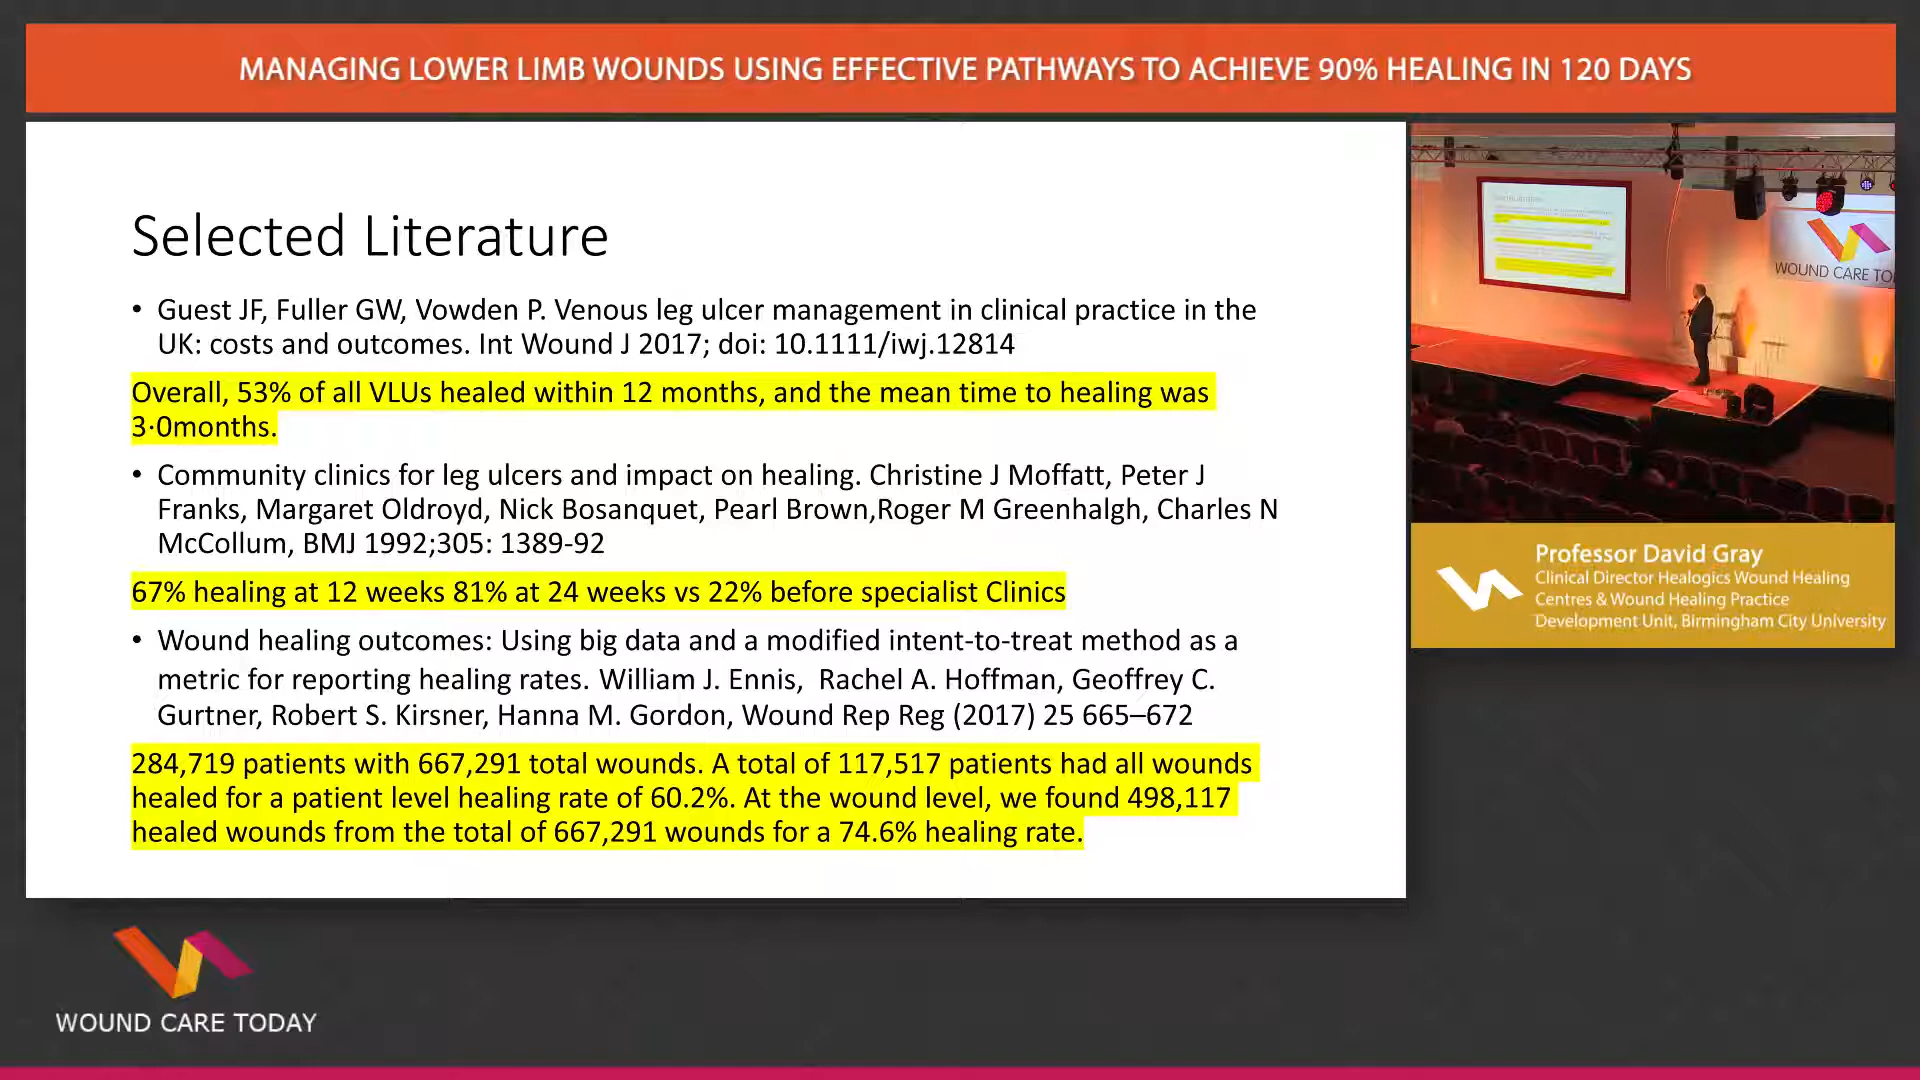 MANAGING LOWER LIMB WOUNDS USING EFFECTIVE PATHWAYS TO ACHIEVE 90% HEALING IN 120 DAYS
Selected Literature
• Guest JF, Fuller GW, Vowden P. Venous leg ulcer management in clinical practice in the
UK: costs and outcomes. Int Wound J 2017; doi: 10.1111/iwj.12814
Overall, 53% of all VLUs healed within 12 months, and the mean time to healing was
3·0months.
• Community clinics for leg ulcers and impact on healing. Christine J Moffatt, Peter J
Franks, Margaret Oldroyd, Nick Bosanquet, Pearl Brown,Roger M Greenhalgh, Charles N
McCollum, BMJ 1992;305: 1389-92
67% healing at 12 weeks 81% at 24 weeks vs 22% before specialist Clinics
• Wound healing outcomes: Using big data and a modified intent-to-treat method as a
metric for reporting healing rates. William J. Ennis,  Rachel A. Hoffman, Geoffrey C.
Gurtner, Robert S. Kirsner, Hanna M. Gordon, Wound Rep Reg (2017) 25 665–672
284,719 patients with 667,291 total wounds. A total of 117,517 patients had all wounds
healed for a patient level healing rate of 60.2%. At the wound level, we found 498,117
healed wounds from the total of 667,291 wounds for a 74.6% healing rate.
WOUND CARE TO
Professor David Gray
Clinical Director Healogics Wound Healing
Centres & Wound Healing Practice
Development Unit, Birmingham City University
WOUND CARE TODAY